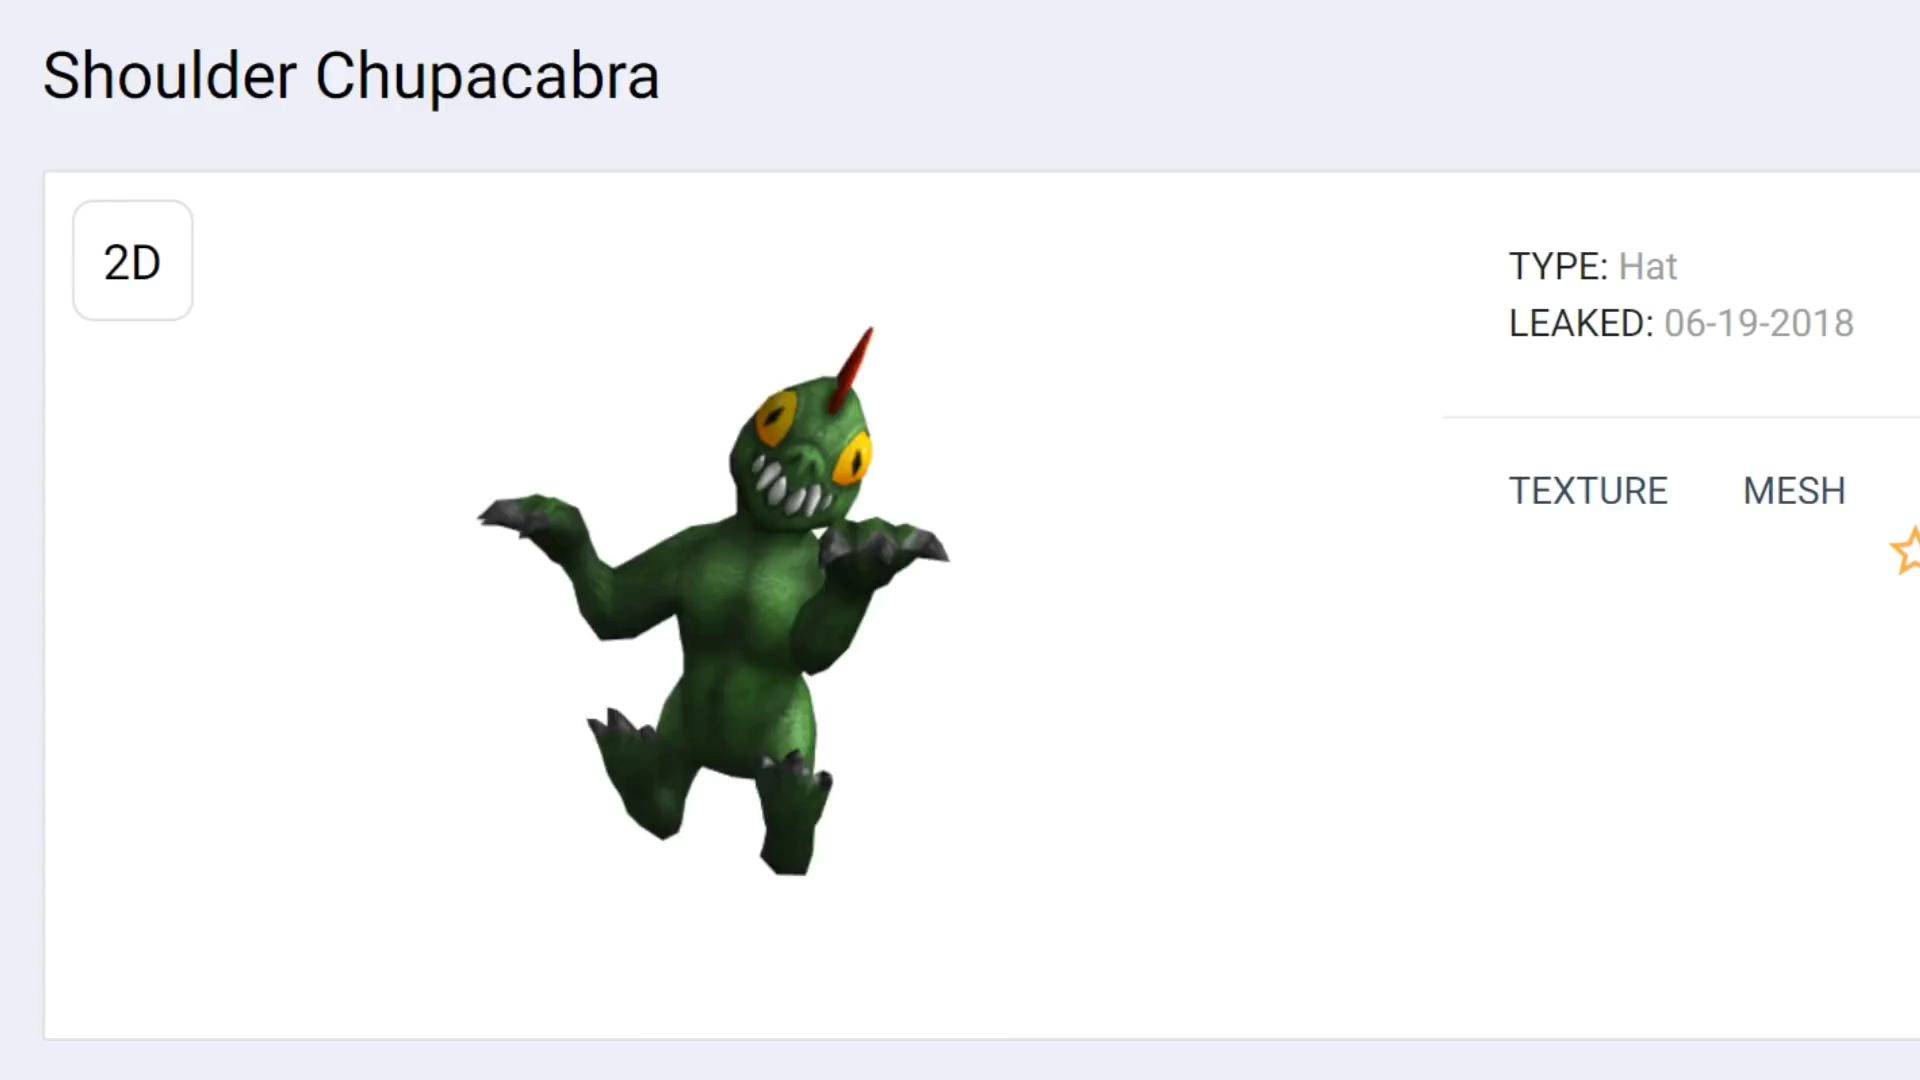 Shoulder Chupacabra
2D
TYPE: Hat
LEAKED: 06-19-2018
TEXTURE MESH